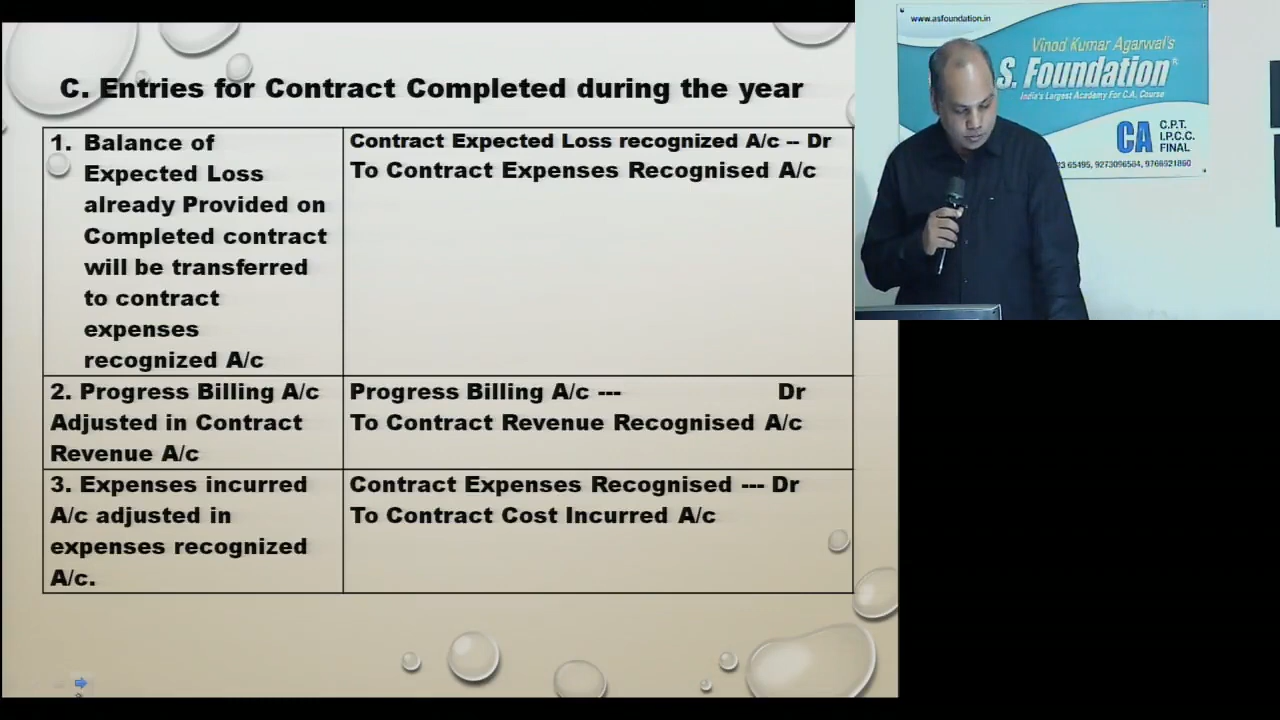 C. Entries for Contract Completed during the year
1. Balance of
Expected Loss
already Provided on
Completed contract
will be transferred
to contract
expenses
recognized A/c
Contract Expected Loss recognized A/c -- Dr
To Contract Expenses Recognised A/c
2. Progress Billing A/c
Adjusted in Contract
Revenue A/c
Progress Billing A/c --- Dr
To Contract Revenue Recognised A/c
3. Expenses incurred
A/c adjusted in
expenses recognized
A/c.
Contract Expenses Recognised --- Dr
To Contract Cost Incurred A/c
www.asfoundation.in
Vinod Kumar Agarwal's
S. Foundation®
India's Largest Academy For C.A. Course
CA
C.P.T.
I.P.C.C.
FINAL
65495, 9273096584, 9766921860